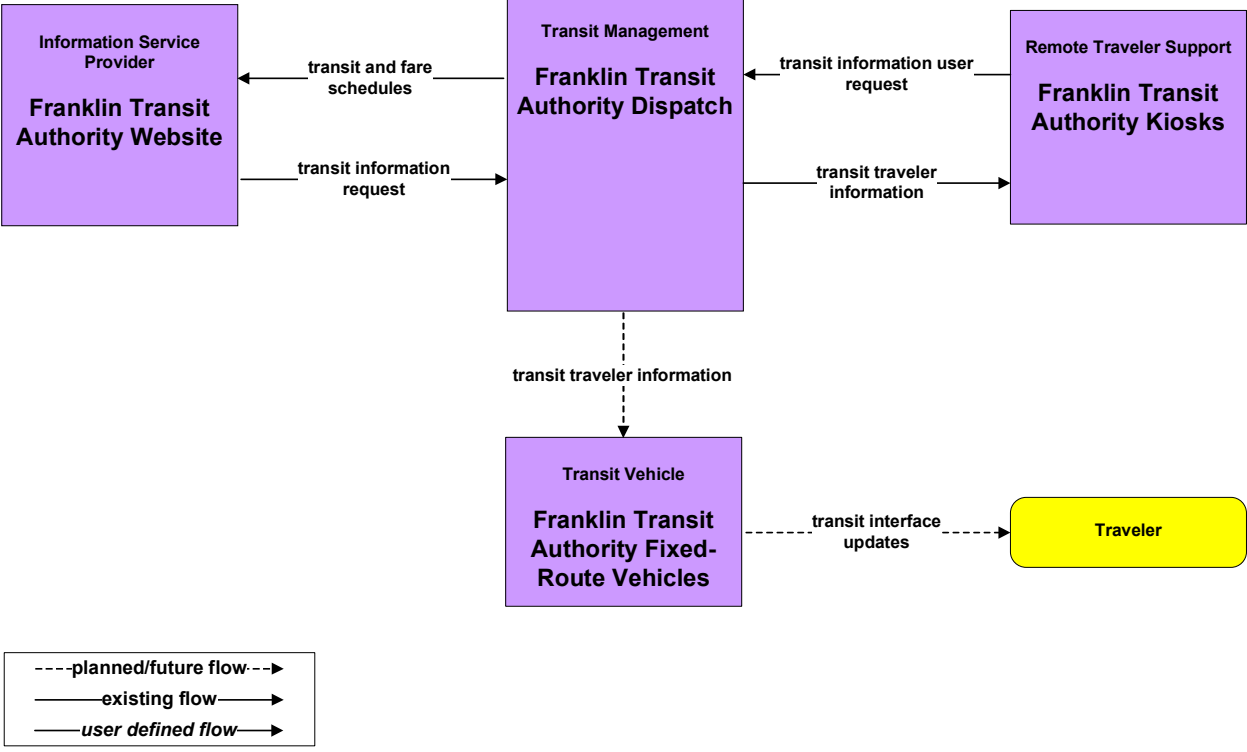 Information Service
Provider
Franklin Transit
Authority Website
transit and fare
schedules
transit information
request
Transit Management
Franklin Transit
Authority Dispatch
transit information user
request
transit traveler
information
Remote Traveler Support
Franklin Transit
Authority Kiosks
transit traveler information
Transit Vehicle
Franklin Transit
Authority Fixed-
Route Vehicles
transit interface
updates
Traveler
planned/future flow
existing flow
user defined flow